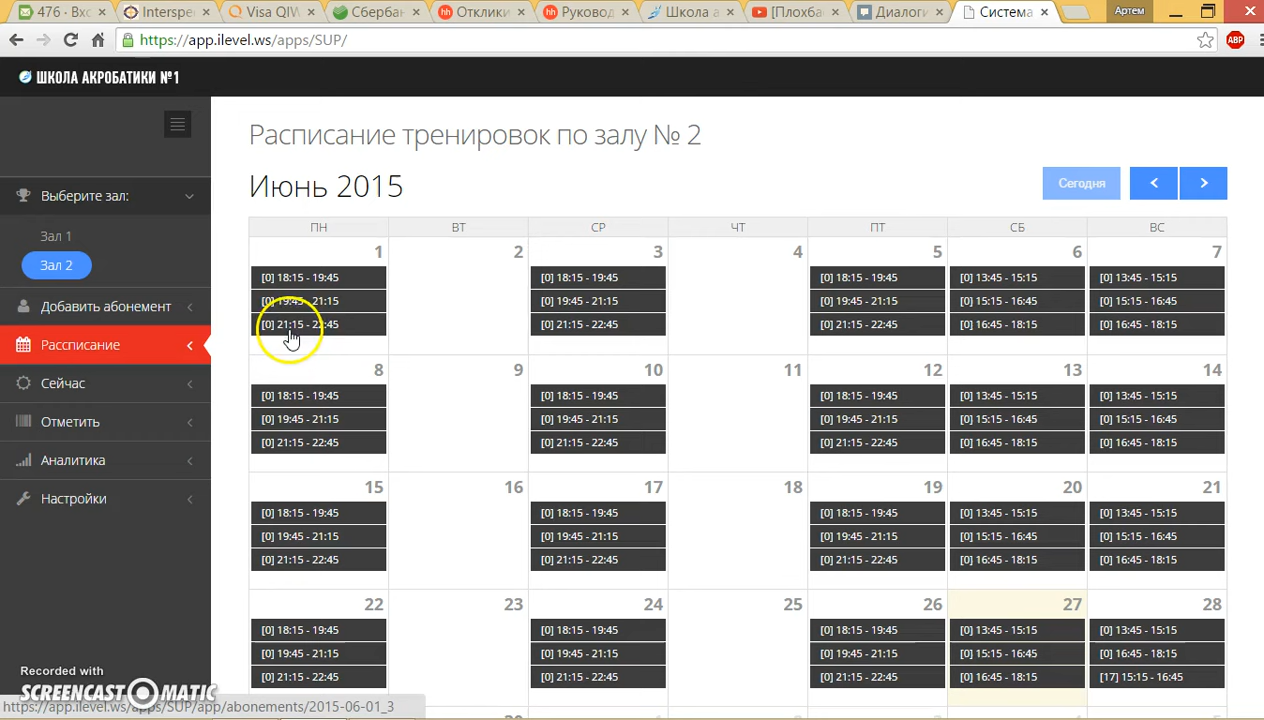 476 - Вхо
Interspec
Visa QIW
Сбербан
Отклики
Руковод
Школа а
[Плохба
Диалоги
Система
Артем
https://app.ilevel.ws/apps/SUP/
ABP
ШКОЛА АКРОБАТИКИ №1
Выберите зал:
Зал 1
Зал 2
Добавить абонемент
Рассписание
Сейчас
Отметить
Аналитика
Настройки
Расписание тренировок по залу № 2
Июнь 2015
Сегодня
ПН ВТ СР ЧТ ПТ СБ ВС
1 2 3 4 5 6 7
[0] 18:15 - 19:45 [0] 18:15 - 19:45 [0] 18:15 - 19:45 [0] 13:45 - 15:15 [0] 13:45 - 15:15
[0] 19:45 - 21:15 [0] 19:45 - 21:15 [0] 19:45 - 21:15 [0] 15:15 - 16:45 [0] 15:15 - 16:45
[0] 21:15 - 22:45 [0] 21:15 - 22:45 [0] 21:15 - 22:45 [0] 16:45 - 18:15 [0] 16:45 - 18:15
8 9 10 11 12 13 14
[0] 18:15 - 19:45 [0] 18:15 - 19:45 [0] 18:15 - 19:45 [0] 13:45 - 15:15 [0] 13:45 - 15:15
[0] 19:45 - 21:15 [0] 19:45 - 21:15 [0] 19:45 - 21:15 [0] 15:15 - 16:45 [0] 15:15 - 16:45
[0] 21:15 - 22:45 [0] 21:15 - 22:45 [0] 21:15 - 22:45 [0] 16:45 - 18:15 [0] 16:45 - 18:15
15 16 17 18 19 20 21
[0] 18:15 - 19:45 [0] 18:15 - 19:45 [0] 18:15 - 19:45 [0] 13:45 - 15:15 [0] 13:45 - 15:15
[0] 19:45 - 21:15 [0] 19:45 - 21:15 [0] 19:45 - 21:15 [0] 15:15 - 16:45 [0] 15:15 - 16:45
[0] 21:15 - 22:45 [0] 21:15 - 22:45 [0] 21:15 - 22:45 [0] 16:45 - 18:15 [0] 16:45 - 18:15
22 23 24 25 26 27 28
[0] 18:15 - 19:45 [0] 18:15 - 19:45 [0] 18:15 - 19:45 [0] 13:45 - 15:15 [0] 13:45 - 15:15
[0] 19:45 - 21:15 [0] 19:45 - 21:15 [0] 19:45 - 21:15 [0] 15:15 - 16:45 [0] 16:45 - 18:15
[0] 21:15 - 22:45 [0] 21:15 - 22:45 [0] 21:15 - 22:45 [0] 16:45 - 18:15 [17] 15:15 - 16:45
Recorded with
SCREENCAST MATIC
https://app.ilevel.ws/apps/SUP/app/abonements/2015-06-01_3